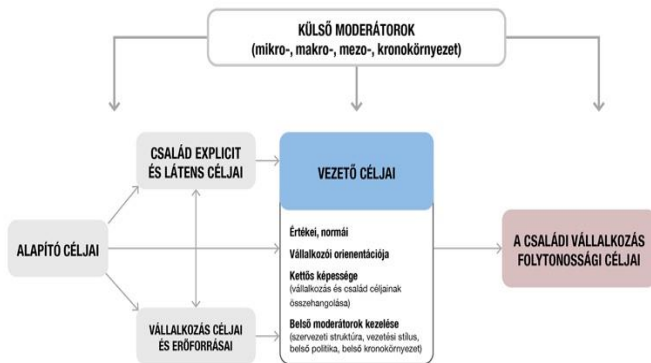 KÜLSŐ MODERÁTOROK
(mikro-, makro-, mezo-, kronokörnyezet)
CSALÁD EXPLICIT
ÉS LÁTENS CÉLJAI
VEZETŐ CÉLJAI
ALAPÍTÓ CÉLJAI
Értékei, normái
Vállalkozói orientációja
Kettős képessége
(vállalkozás és család céljainak
összehangolása)
Belső moderátorok kezelése
(szervezeti struktúra, vezetési stílus,
belső politika, belső kronokörnyezet)
A CSALÁDI VÁLLALKOZÁS
FOLYTONOSSÁGI CÉLJAI
VÁLLALKOZÁS CÉLJAI
ÉS ERŐFORRÁSAI